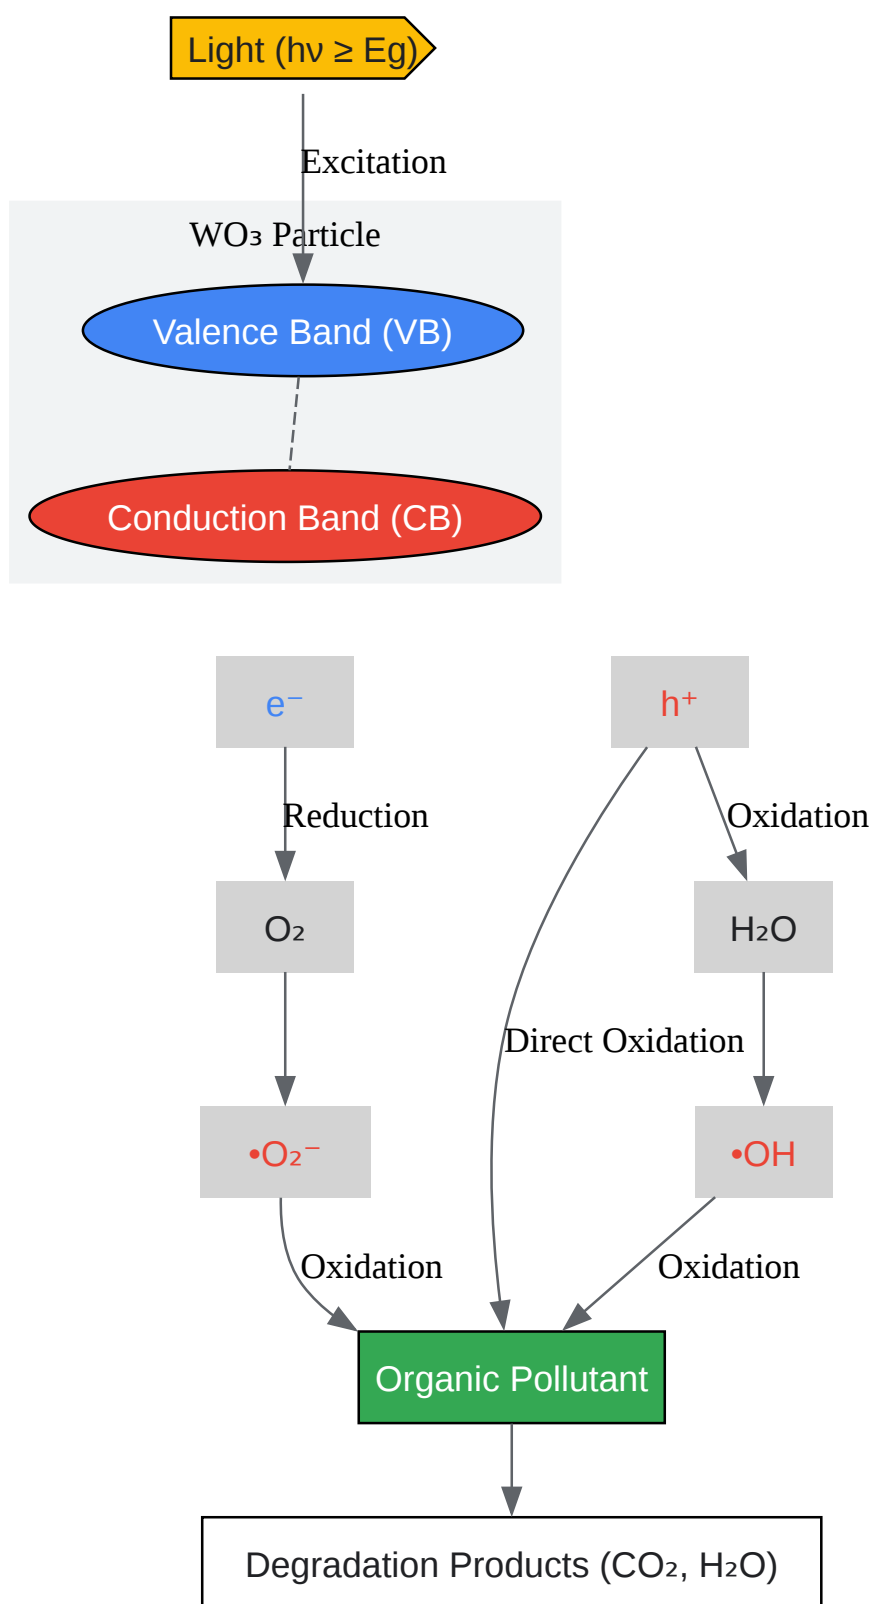 Light (hν ≥ Eg)
Excitation
WO₃ Particle
Valence Band (VB)
Conduction Band (CB)
e⁻
h⁺
Reduction
Oxidation
O₂
H₂O
Direct Oxidation
•O₂⁻
•OH
Oxidation
Oxidation
Organic Pollutant
Degradation Products (CO₂, H₂O)